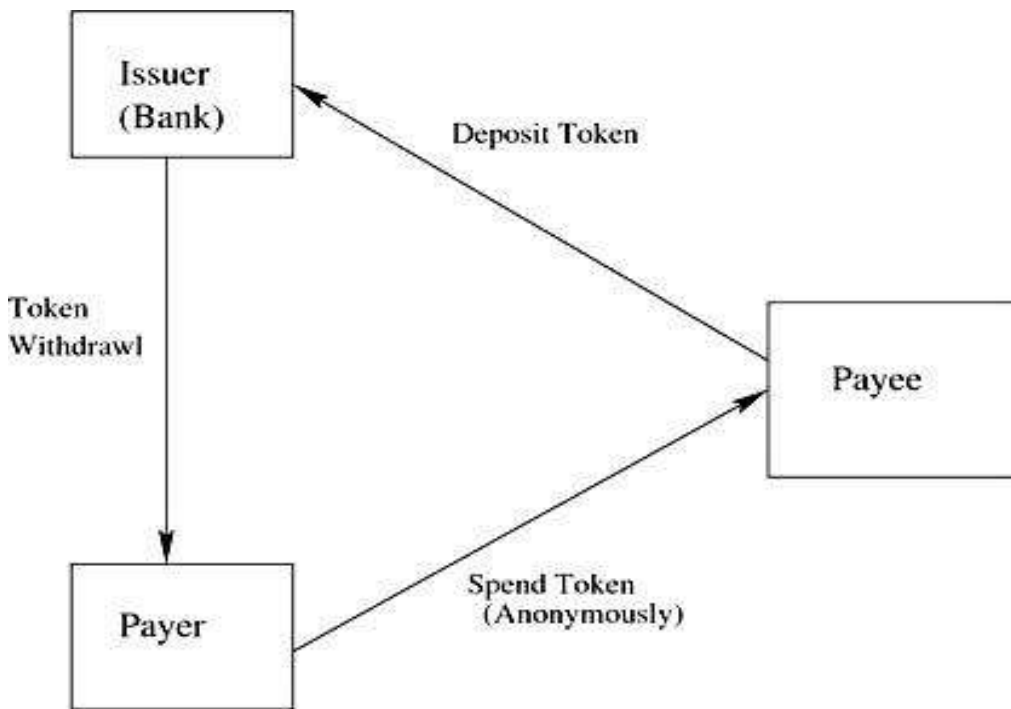 Issuer
(Bank)
Deposit Token
Token
Withdrawl
Payee
Spend Token
(Anonymously)
Payer